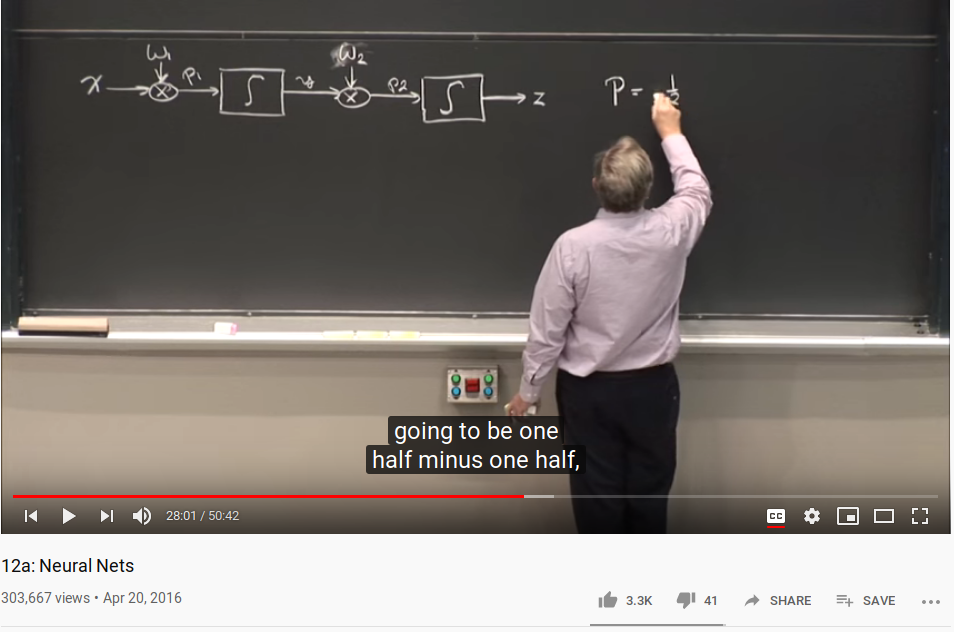 W1 W2
x → ⊗ P1 → ∫ y → ⊗ P2 → ∫ → z P = - 1/2
going to be one
half minus one half,
28:01 / 50:42
CC
12a: Neural Nets
303,667 views • Apr 20, 2016
3.3K 41 SHARE SAVE